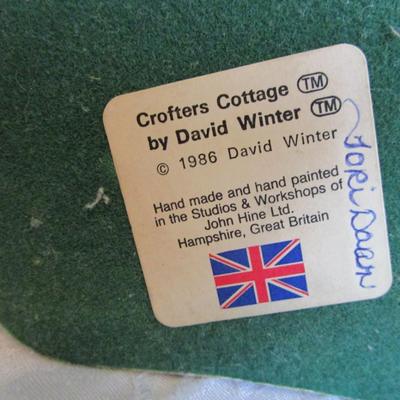 Crofters Cottage TM
by David Winter TM
© 1986 David Winter
Hand made and hand painted
in the Studios & Workshops of
John Hine Ltd.
Hampshire, Great Britain
Tori